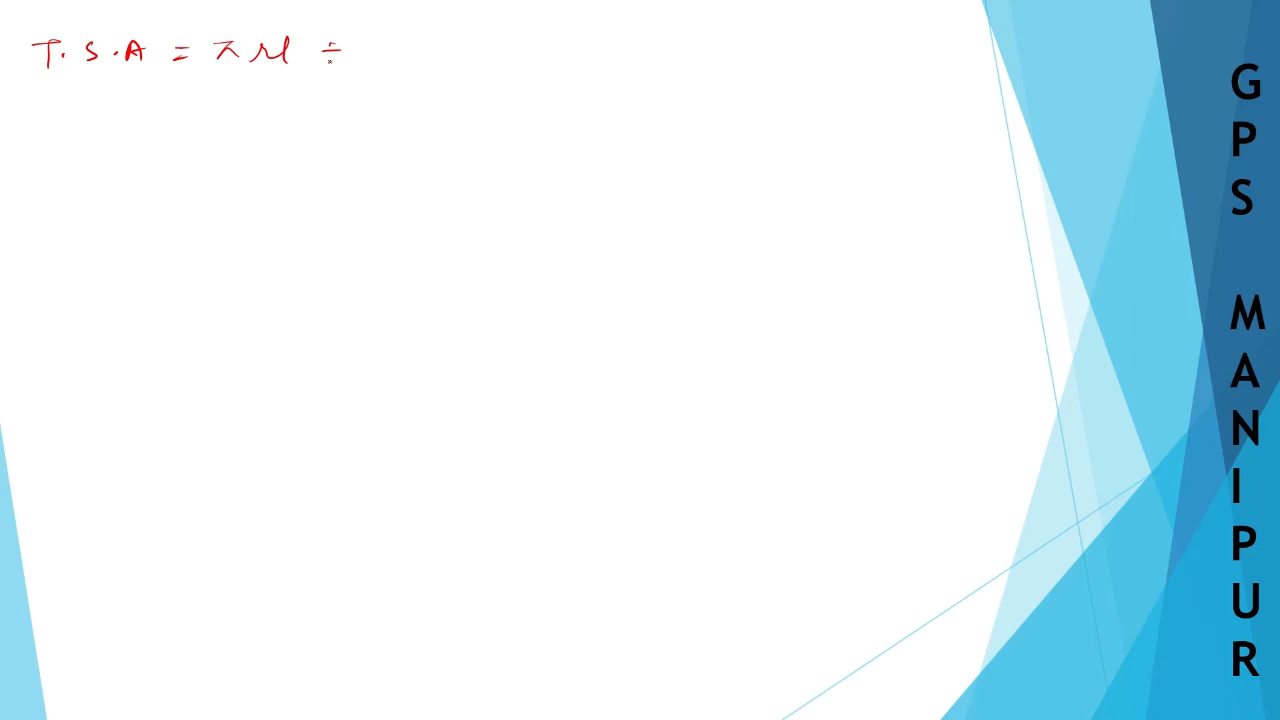 T.S.A = πrl ÷
GPS MANIPUR